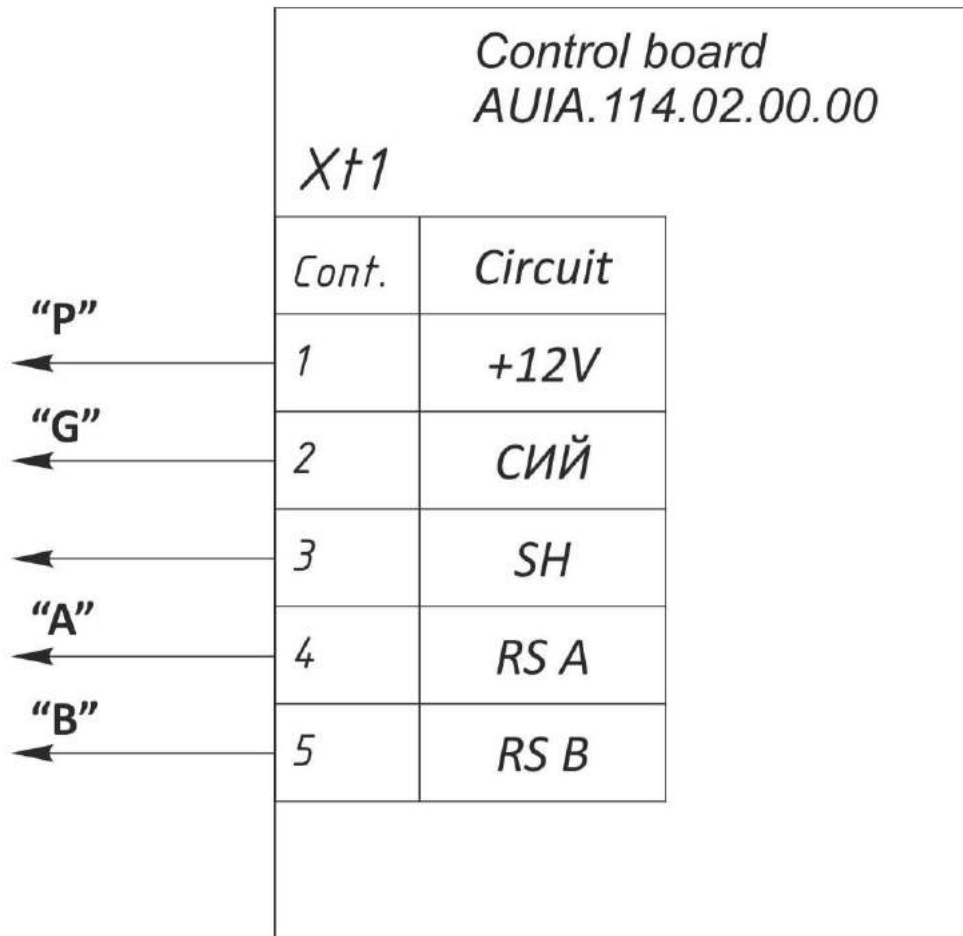 Control board
AUIA.114.02.00.00
Xt1
Cont. Circuit
“P”
1 +12V
“G”
2 СИЙ
3 SH
“A”
4 RS A
“B”
5 RS B